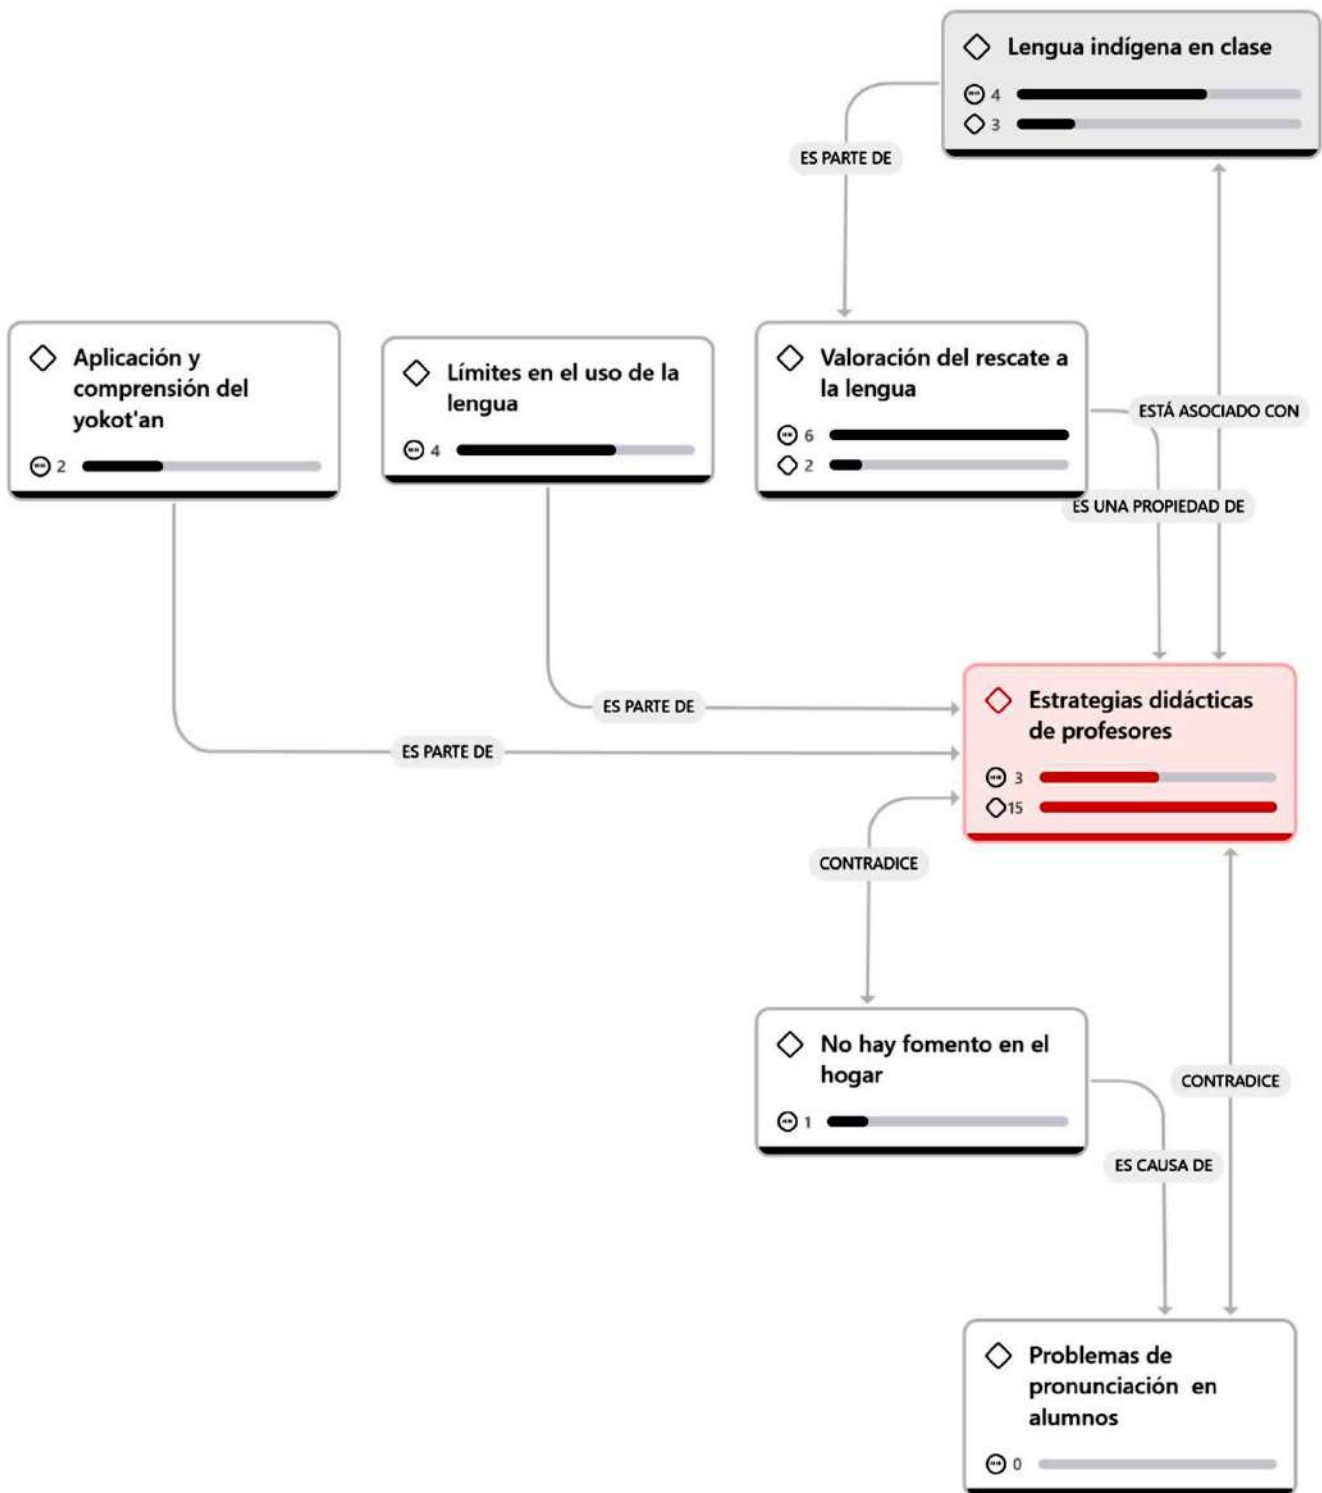 Lengua indígena en clase
4
3
ES PARTE DE
Aplicación y
comprensión del
yokot'an
2
Límites en el uso de la
lengua
4
Valoración del rescate a
la lengua
6
2
ESTÁ ASOCIADO CON
ES UNA PROPIEDAD DE
Estrategias didácticas
de profesores
3
15
ES PARTE DE
ES PARTE DE
CONTRADICE
No hay fomento en el
hogar
1
CONTRADICE
ES CAUSA DE
Problemas de
pronunciación en
alumnos
0